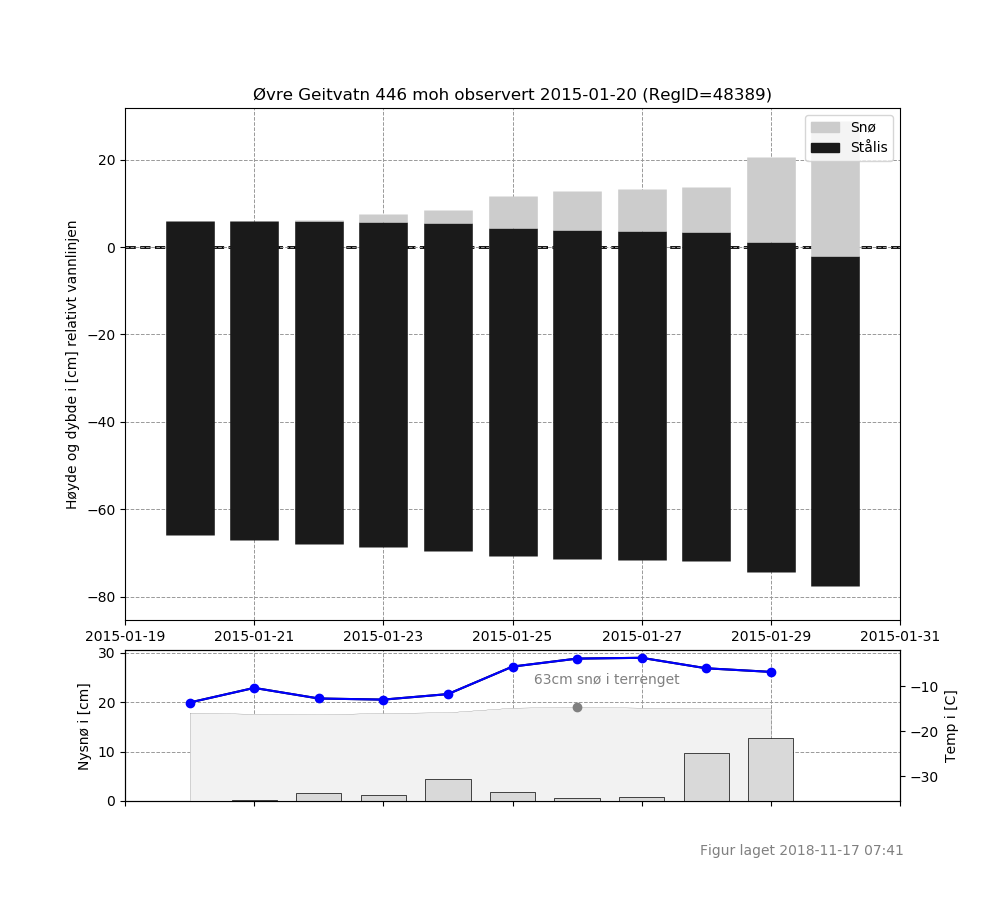 Øvre Geitvatn 446 moh observert 2015-01-20 (RegID=48389)
Snø
Stålis
Høyde og dybde i [cm] relativt vannlinjen
20
0
−20
−40
−60
−80
2015-01-19 2015-01-21 2015-01-23 2015-01-25 2015-01-27 2015-01-29 2015-01-31
Nysnø i [cm]
30
20
10
0
63cm snø i terrenget
−10
−20
−30
Temp i [C]
Figur laget 2018-11-17 07:41